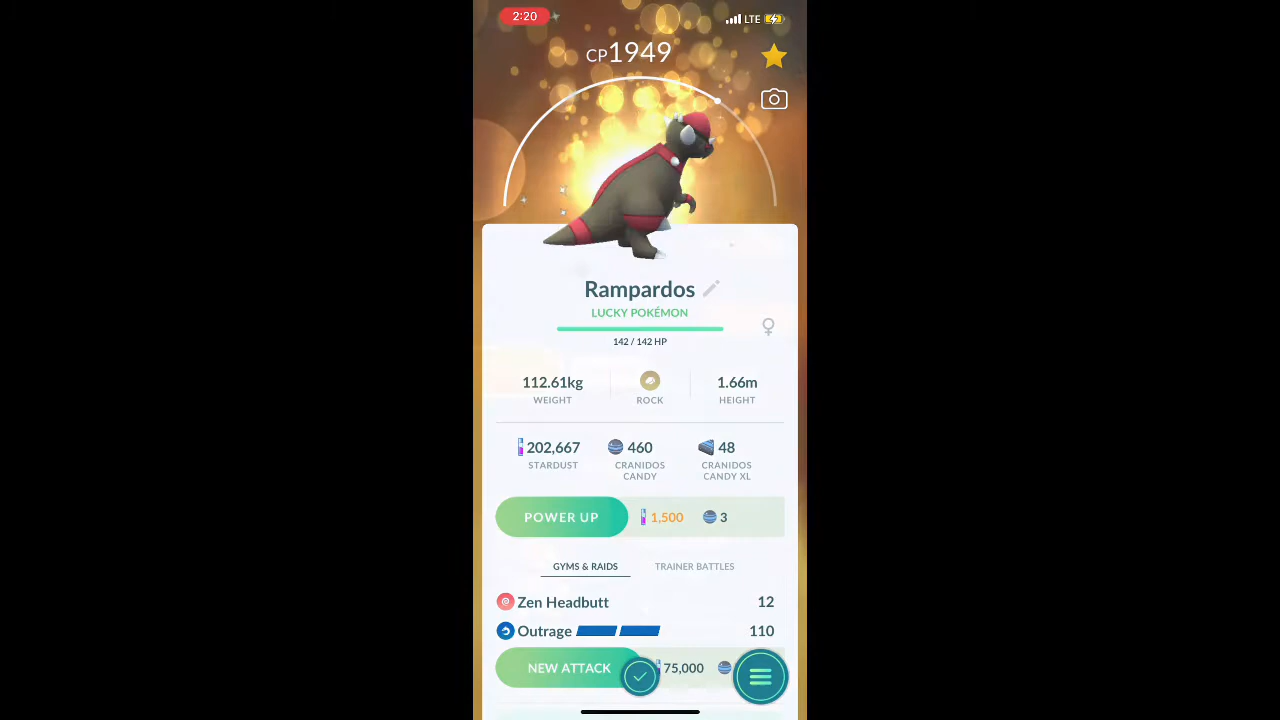 2:20
LTE
CP1949
Rampardos
LUCKY POKÉMON
142 / 142 HP
112.61kg
WEIGHT
ROCK
1.66m
HEIGHT
202,667
STARDUST
460
CRANIDOS
CANDY
48
CRANIDOS
CANDY XL
POWER UP
1,500
3
GYMS & RAIDS
TRAINER BATTLES
Zen Headbutt
12
Outrage
110
NEW ATTACK
75,000